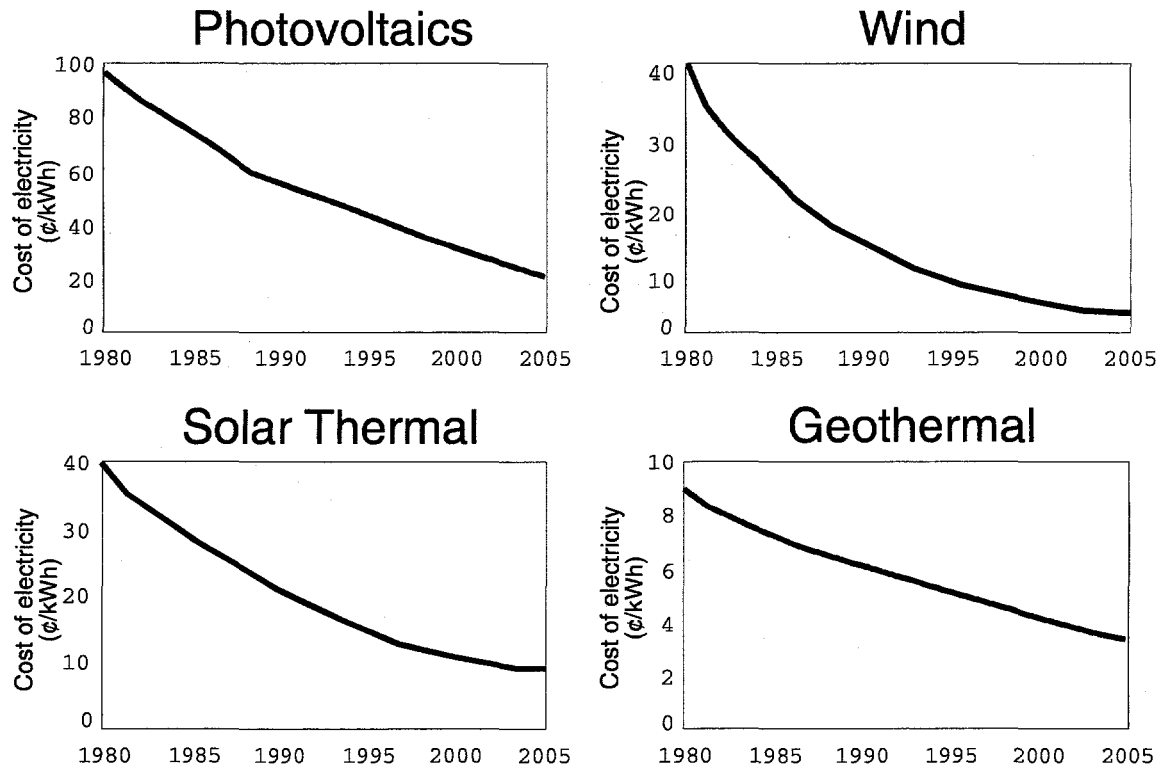 Photovoltaics
Cost of electricity
(¢/kWh)
100
80
60
40
20
0
1980 1985 1990 1995 2000 2005
Wind
Cost of electricity
(¢/kWh)
40
30
20
10
0
1980 1985 1990 1995 2000 2005
Solar Thermal
Cost of electricity
(¢/kWh)
40
30
20
10
0
1980 1985 1990 1995 2000 2005
Geothermal
Cost of electricity
(¢/kWh)
10
8
6
4
2
0
1980 1985 1990 1995 2000 2005